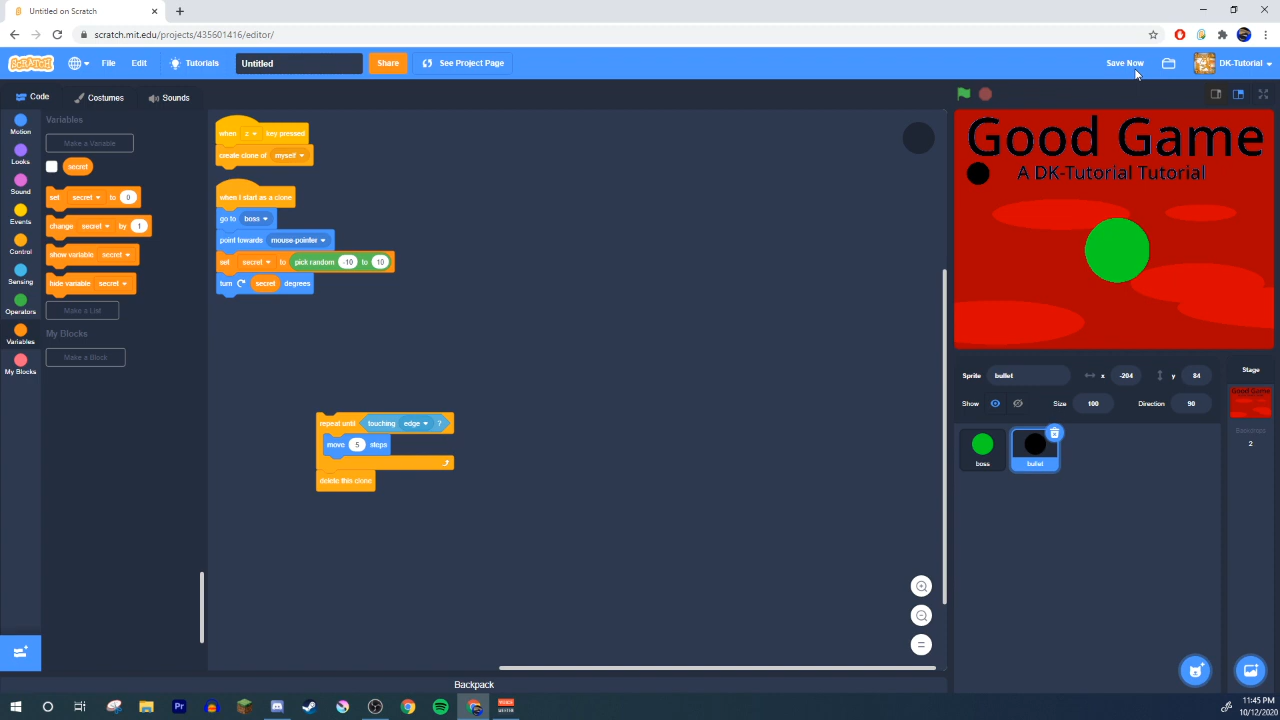 Untitled on Scratch
scratch.mit.edu/projects/435601416/editor/
SCRATCH
File
Edit
Tutorials
Untitled
Share
See Project Page
Save Now
DK-Tutorial
Code
Costumes
Sounds
Motion
Looks
Sound
Events
Control
Sensing
Operators
Variables
My Blocks
Variables
Make a Variable
secret
set secret to 0
change secret by 1
show variable secret
hide variable secret
Make a List
My Blocks
Make a Block
when z key pressed
create clone of myself
when I start as a clone
go to boss
point towards mouse-pointer
set secret to pick random -10 to 10
turn secret degrees
repeat until touching edge ?
move 5 steps
delete this clone
Good Game
A DK-Tutorial Tutorial
Sprite bullet x -204 y 84
Show Size 100 Direction 90
boss
bullet
Stage
Good Game
Backdrops
2
Backpack
Pr
11:45 PM
10/12/2020